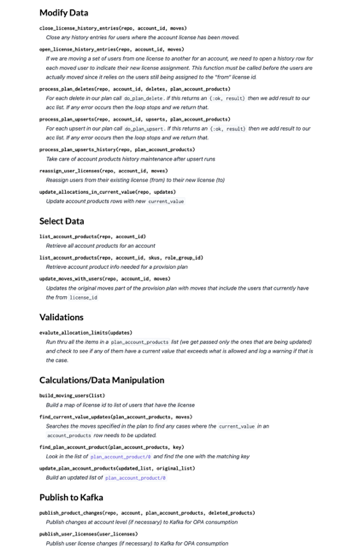 Modify Data
close_license_history_entries(repo, account_id, moves)
Close any history entries for users where the account license has been moved.
open_license_history_entries(repo, account_id, moves)
If we are moving a set of users from one license to another for an account, we need to open a history row for
each moved user to indicate their new license assignment. This function must be called before the users are
actually moved since it relies on the users still being assigned to the "from" license id.
process_plan_deletes(repo, account_id, deletes, plan_account_products)
For each delete in our plan call do_plan_delete. if this returns an {:ok, result} then we add result to our
acc list. If any error occurs then the loop stops and we return that.
process_plan_upserts(repo, account_id, upserts, plan_account_products)
For each upsert in our plan call do_plan_upsert. if this returns an {:ok, result} then we add result to our
acc list. If any error occurs then the loop stops and we return that.
process_plan_upserts_history(repo, plan_account_products)
Take care of account products history maintenance after upsert runs
reassign_user_licenses(repo, account_id, moves)
Reassign users from their existing license (from) to their new license (to)
update_allocations_in_current_value(repo, updates)
Update account products rows with new current_value
Select Data
list_account_products(repo, account_id)
Retrieve all account products for an account
list_account_products(repo, account_id, skus, role_group_id)
Retrieve account product info needed for a provision plan
update_moves_with_users(repo, account_id, moves)
Updates the original moves part of the provision plan with moves that include the users that currently have
the from license_id
Validations
evalute_allocation_limits(updates)
Run thru all the items in a plan_account_products list (we get passed only the ones that are being updated)
and check to see if any of them have a current value that exceeds what is allowed and log a warning if that is
the case.
Calculations/Data Manipulation
build_moving_users(list)
Build a map of license id to list of users that have the license
find_current_value_updates(plan_account_products, moves)
Searches the moves specified in the plan to find any cases where the current_value in an
account_products row needs to be updated.
find_plan_account_product(plan_account_products, key)
Look in the list of plan_account_product/0 and find the one with the matching key
update_plan_account_products(updated_list, original_list)
Build an updated list of plan_account_product/0
Publish to Kafka
publish_product_changes(repo, account, plan_account_products, deleted_products)
Publish changes at account level (if necessary) to Kafka for OPA consumption
publish_user_licenses(user_licenses)
Publish user license changes (if necessary) to Kafka for OPA consumption